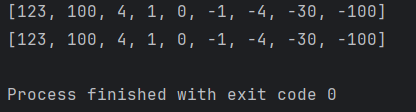 [123, 100, 4, 1, 0, -1, -4, -30, -100]
[123, 100, 4, 1, 0, -1, -4, -30, -100]
Process finished with exit code 0